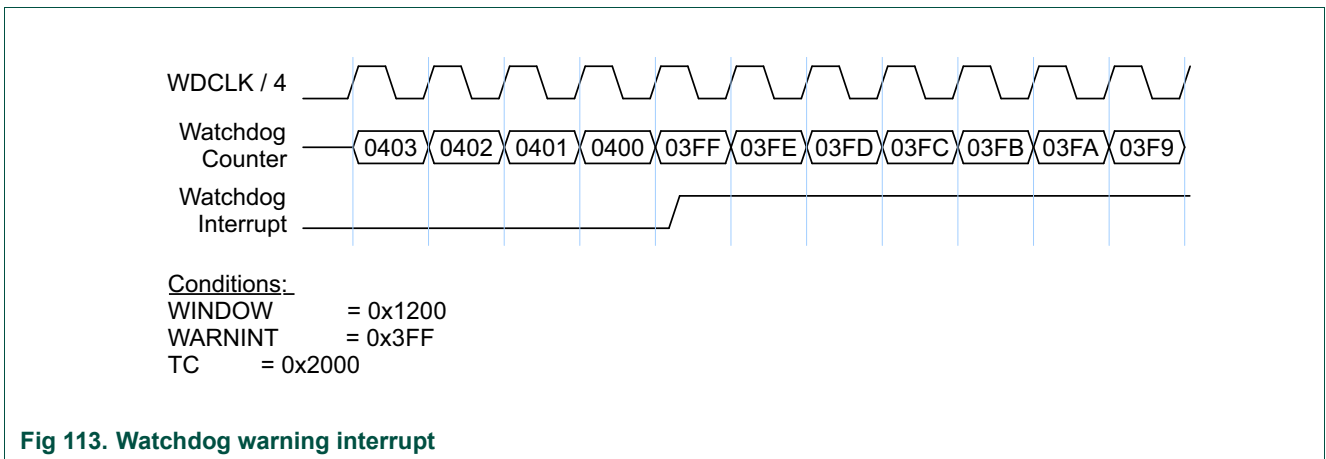 WDCLK / 4
Watchdog
Counter
0403 0402 0401 0400 03FF 03FE 03FD 03FC 03FB 03FA 03F9
Watchdog
Interrupt
Conditions:
WINDOW = 0x1200
WARNINT = 0x3FF
TC = 0x2000
Fig 113. Watchdog warning interrupt